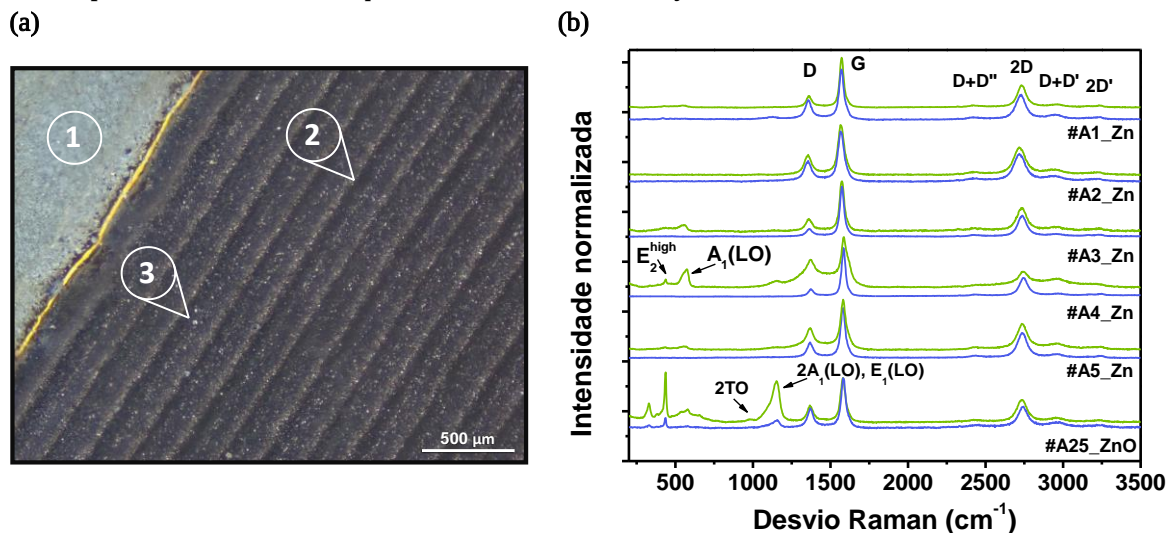 (a)
(b)
1
2
3
500 µm
Intensidade normalizada
D
G
D+D"
2D
D+D'
2D'
#A1_Zn
#A2_Zn
#A3_Zn
E₂ʰⁱᵍʰ
A₁(LO)
#A4_Zn
#A5_Zn
2TO
2A₁(LO), E₁(LO)
#A25_ZnO
500 1000 1500 2000 2500 3000 3500
Desvio Raman (cm⁻¹)